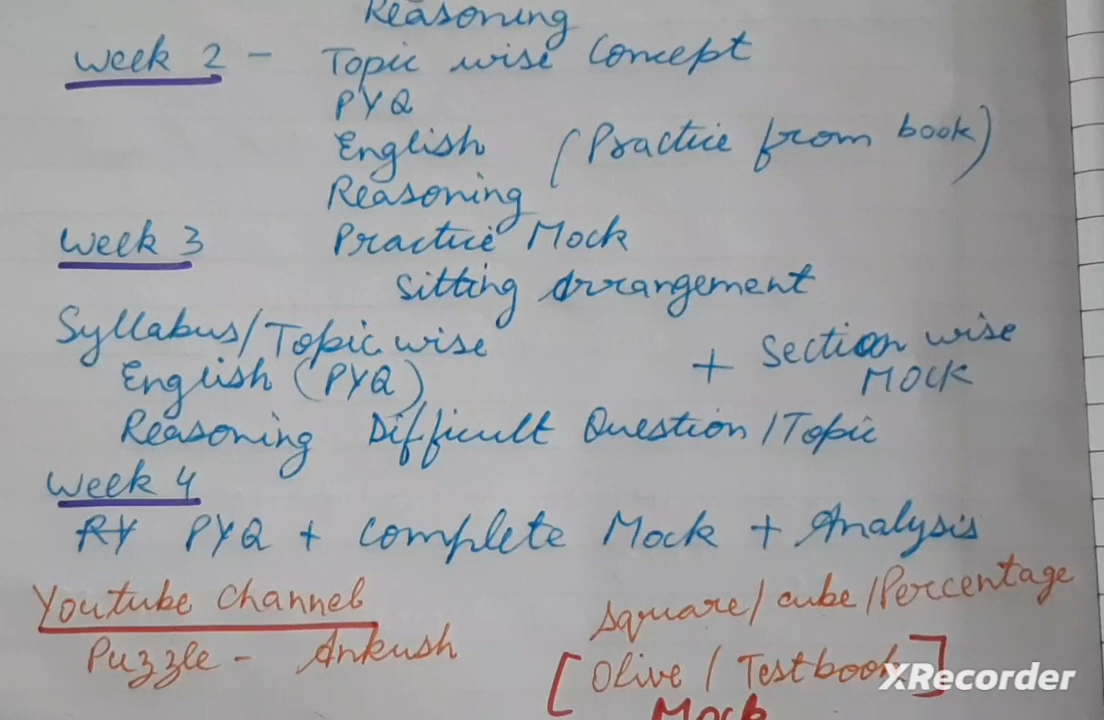 Reasoning
Week 2 - Topic wise Concept
PYQ
English (Practice from book)
Reasoning
Week 3 Practice Mock
Sitting Arrangement
Syllabus/Topic wise + Section wise
English (PYQ) MOCK
Reasoning Difficult Question/Topic
Week 4
RY PYQ + Complete Mock + Analysis
Youtube Channel Square/cube/Percentage
Puzzle - Ankush [Olive / Testbook]
Mock
XRecorder